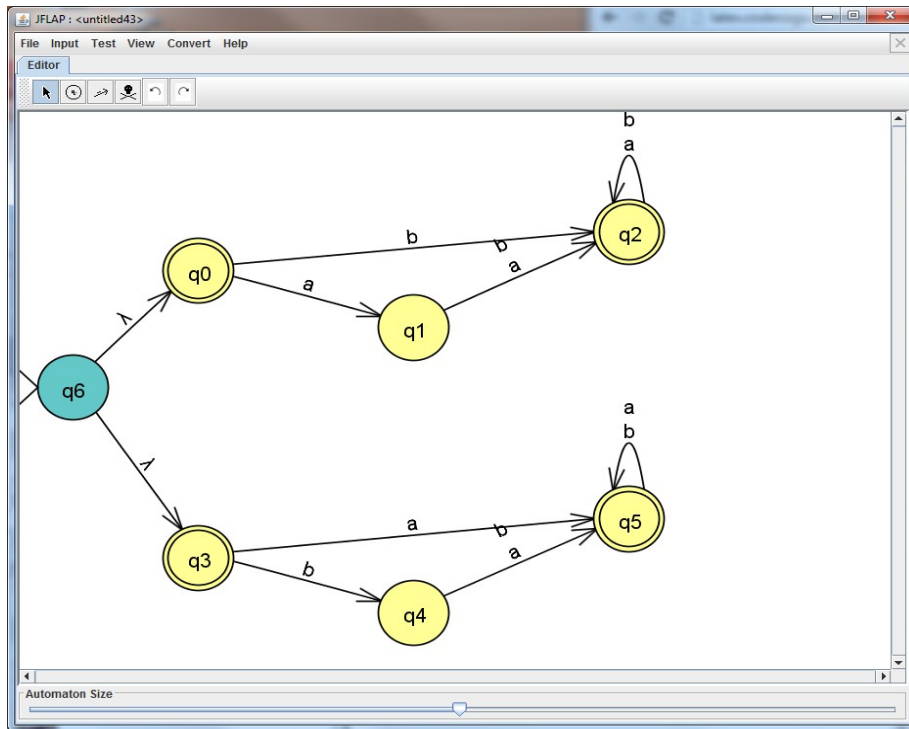 JFLAP : <untitled43>
File Input Test View Convert Help
Editor
b
a
q2
b
b
a
q0
a
q1
λ
q6
λ
a
b
q5
a
b
a
q3
b
q4
Automaton Size